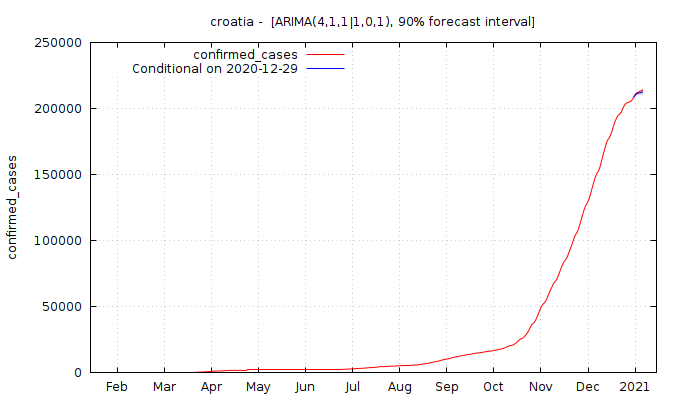 croatia -  [ARIMA(4,1,1|1,0,1), 90% forecast interval]
confirmed_cases
Conditional on 2020-12-29
250000
200000
150000
100000
50000
0
confirmed_cases
Feb Mar Apr May Jun Jul Aug Sep Oct Nov Dec 2021